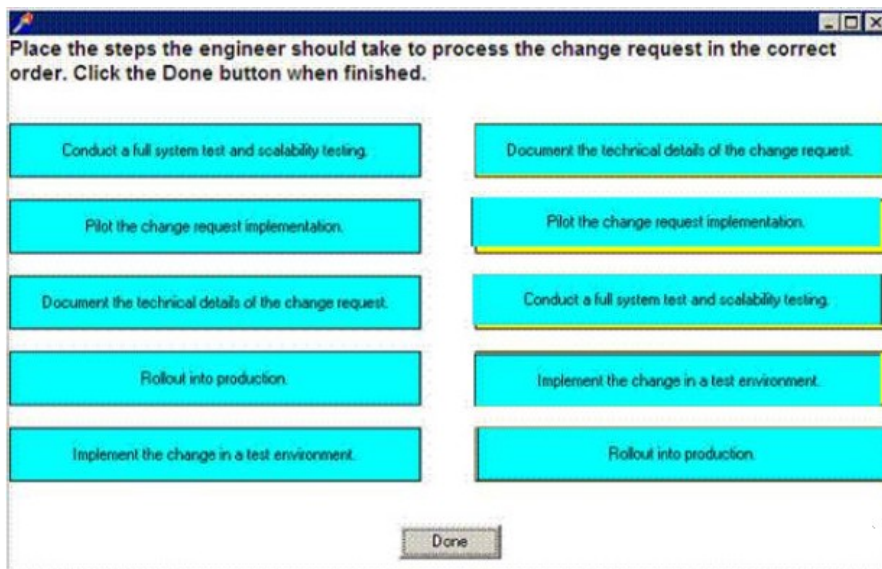 Place the steps the engineer should take to process the change request in the correct
order. Click the Done button when finished.
Conduct a full system test and scalability testing.
Document the technical details of the change request.
Pilot the change request implementation.
Pilot the change request implementation.
Document the technical details of the change request.
Conduct a full system test and scalability testing.
Rollout into production.
Implement the change in a test environment.
Implement the change in a test environment.
Rollout into production.
Done